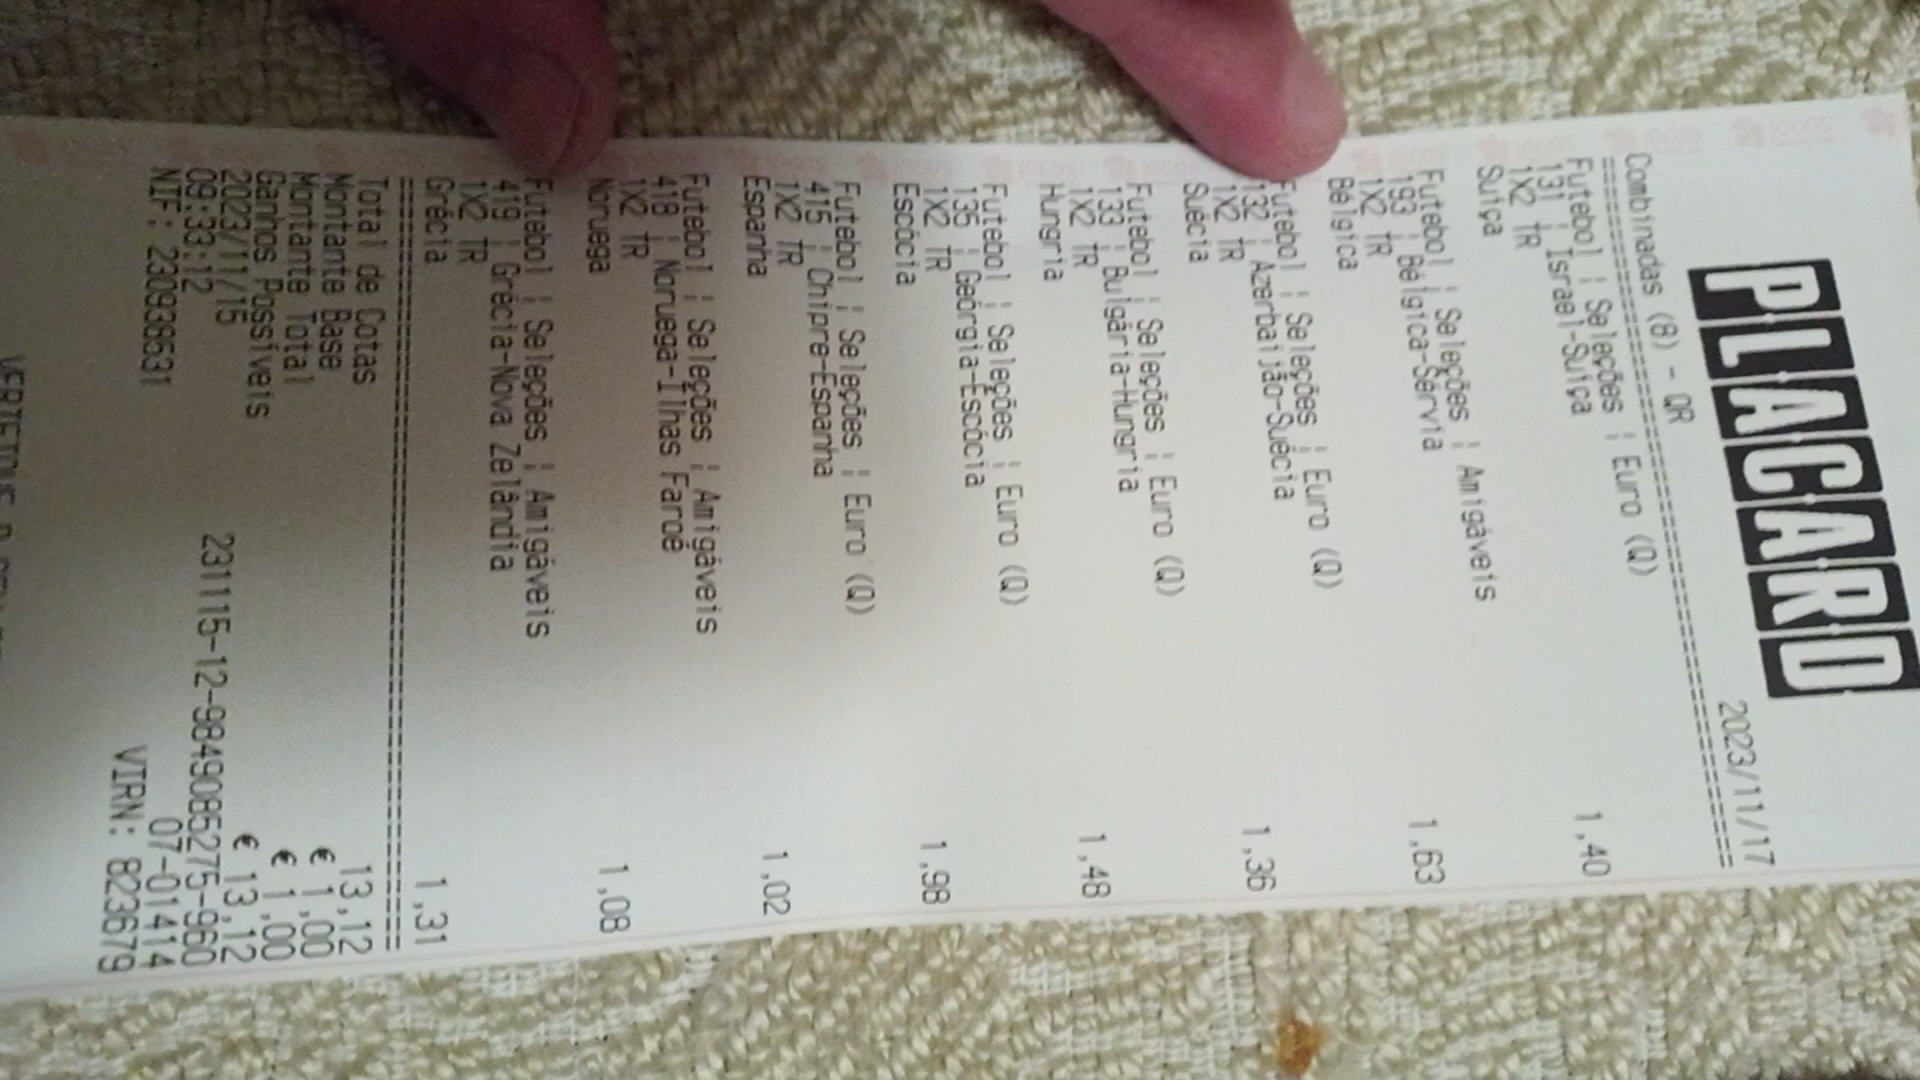 PLACARD
2023/11/17
Combinadas (8) - QR
Futebol | Seleções | Euro (Q)
131 | Israel-Suíça
1X2 TR
Suíça 1,40
Futebol | Seleções | Amigáveis
193 | Bélgica-Sérvia
1X2 TR
Bélgica 1,63
Futebol | Seleções | Euro (Q)
132 | Azerbaijão-Suécia
1X2 TR
Suécia 1,36
Futebol | Seleções | Euro (Q)
133 | Bulgária-Hungria
1X2 TR
Hungria 1,48
Futebol | Seleções | Euro (Q)
135 | Geórgia-Escócia
1X2 TR
Escócia 1,98
Futebol | Seleções | Euro (Q)
415 | Chipre-Espanha
1X2 TR
Espanha 1,02
Futebol | Seleções | Amigáveis
418 | Noruega-Ilhas Faroé
1X2 TR
Noruega 1,08
Futebol | Seleções | Amigáveis
419 | Grécia-Nova Zelândia
1X2 TR
Grécia 1,31
Total de Cotas 13,12
Montante Base € 1,00
Montante Total € 1,00
Ganhos Possíveis € 13,12
2023/11/15 231115-12-9849085275-960
09:33:12 07-01414
NIF: 230936531 VIRN: 823679
VERIFIQUE O